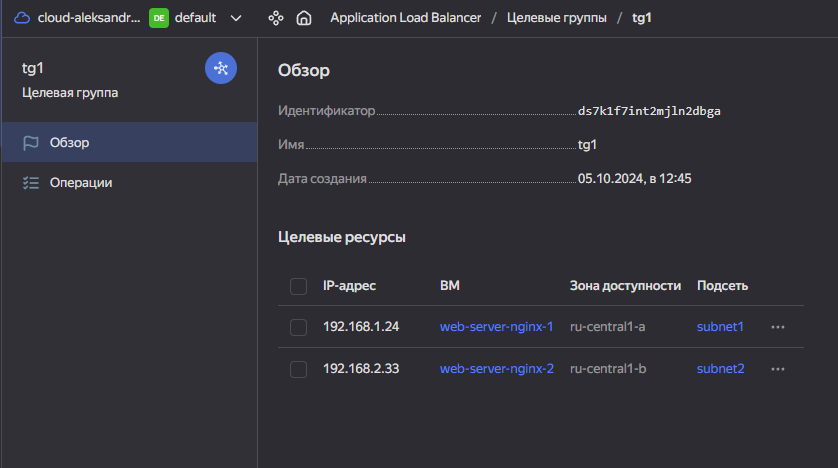 cloud-aleksandr... DE default Application Load Balancer / Целевые группы / tg1
tg1
Целевая группа
Обзор
Операции
Обзор
Идентификатор ds7k1f7int2mjln2dbga
Имя tg1
Дата создания 05.10.2024, в 12:45
Целевые ресурсы
IP-адрес ВМ Зона доступности Подсеть
192.168.1.24 web-server-nginx-1 ru-central1-a subnet1
192.168.2.33 web-server-nginx-2 ru-central1-b subnet2